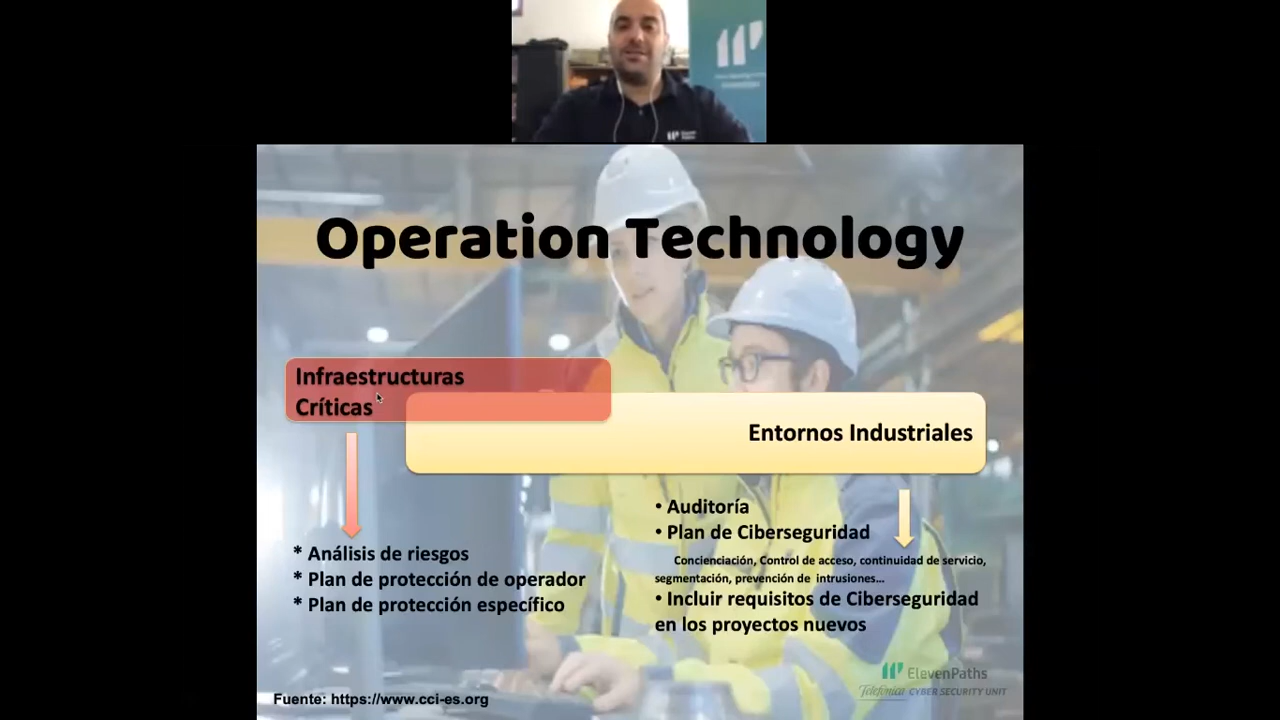 Operation Technology
Infraestructuras
Críticas
Entornos Industriales
* Análisis de riesgos
* Plan de protección de operador
* Plan de protección específico
• Auditoría
• Plan de Ciberseguridad
Concienciación, Control de acceso, continuidad de servicio,
segmentación, prevención de intrusiones...
• Incluir requisitos de Ciberseguridad
en los proyectos nuevos
ElevenPaths
Telefónica CYBER SECURITY UNIT
Fuente: https://www.cci-es.org